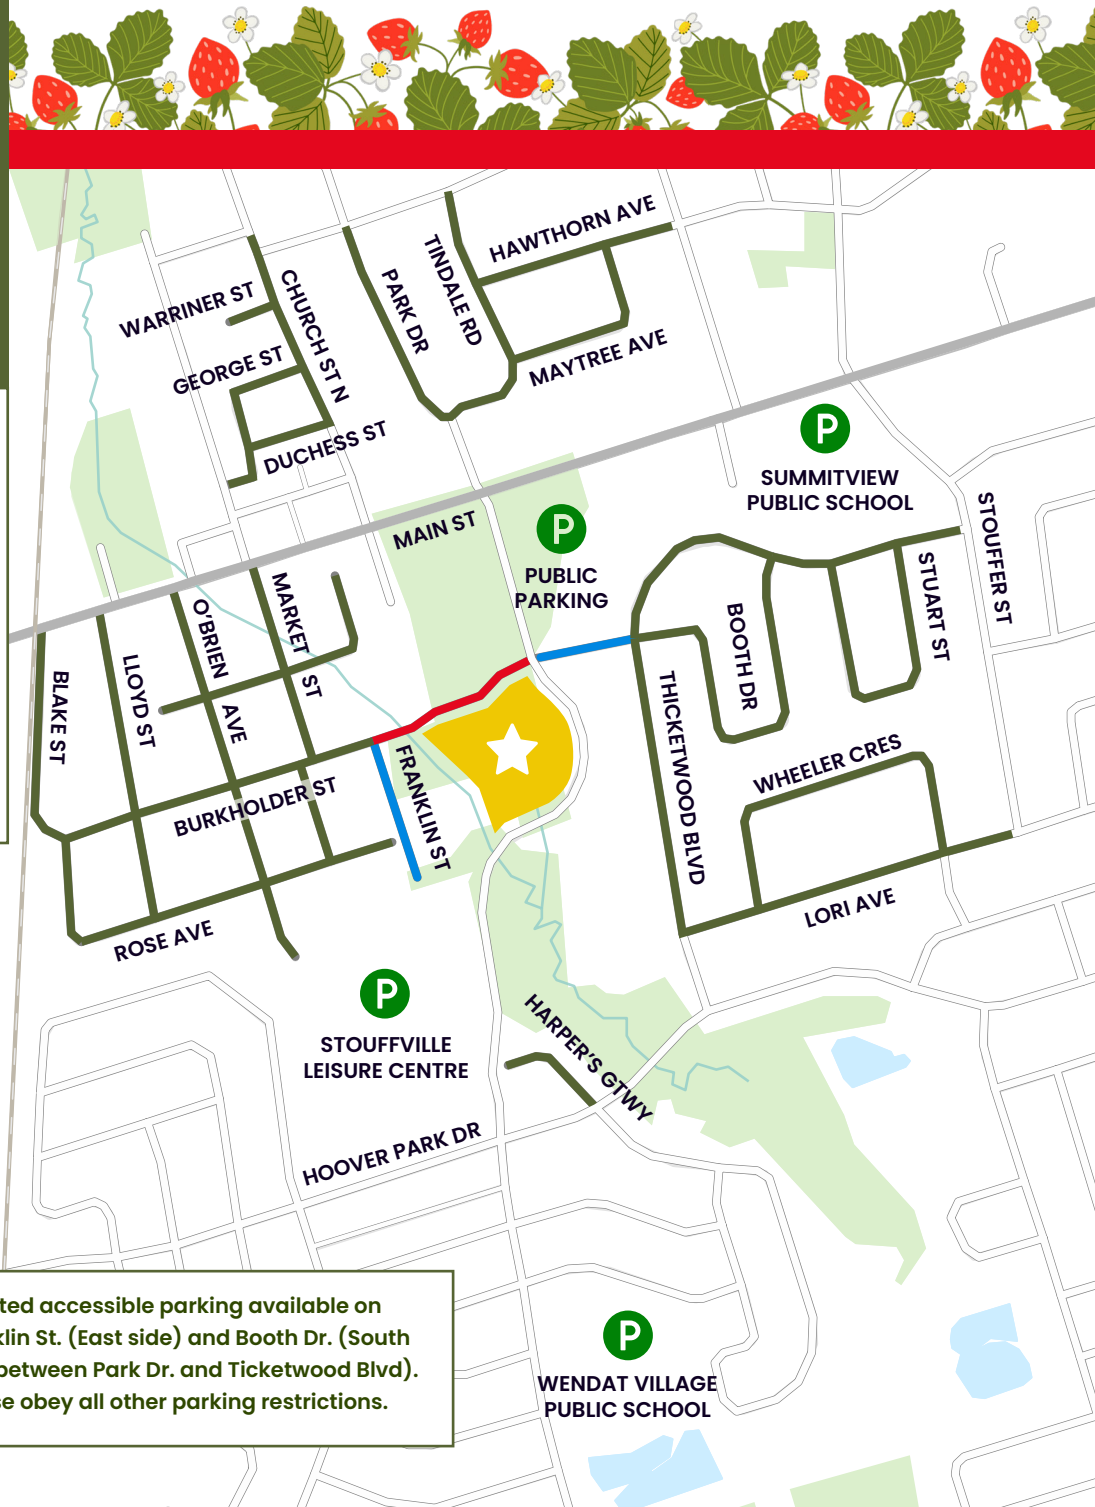 HAWTHORN AVE
TINDALE RD
PARK DR
CHURCH ST N
WARRINER ST
GEORGE ST
MAYTREE AVE
DUCHESS ST
P
SUMMITVIEW
PUBLIC SCHOOL
MAIN ST
P
PUBLIC
PARKING
STOUFFER ST
STUART ST
BOOTH DR
THICKETWOOD BLVD
MARKET ST
O'BRIEN AVE
LLOYD ST
BLAKE ST
WHEELER CRES
FRANKLIN ST
BURKHOLDER ST
LORI AVE
ROSE AVE
P
STOUFFVILLE
LEISURE CENTRE
HARPER'S GTWY
HOOVER PARK DR
ted accessible parking available on
klin St. (East side) and Booth Dr. (South
between Park Dr. and Ticketwood Blvd).
se obey all other parking restrictions.
P
WENDAT VILLAGE
PUBLIC SCHOOL